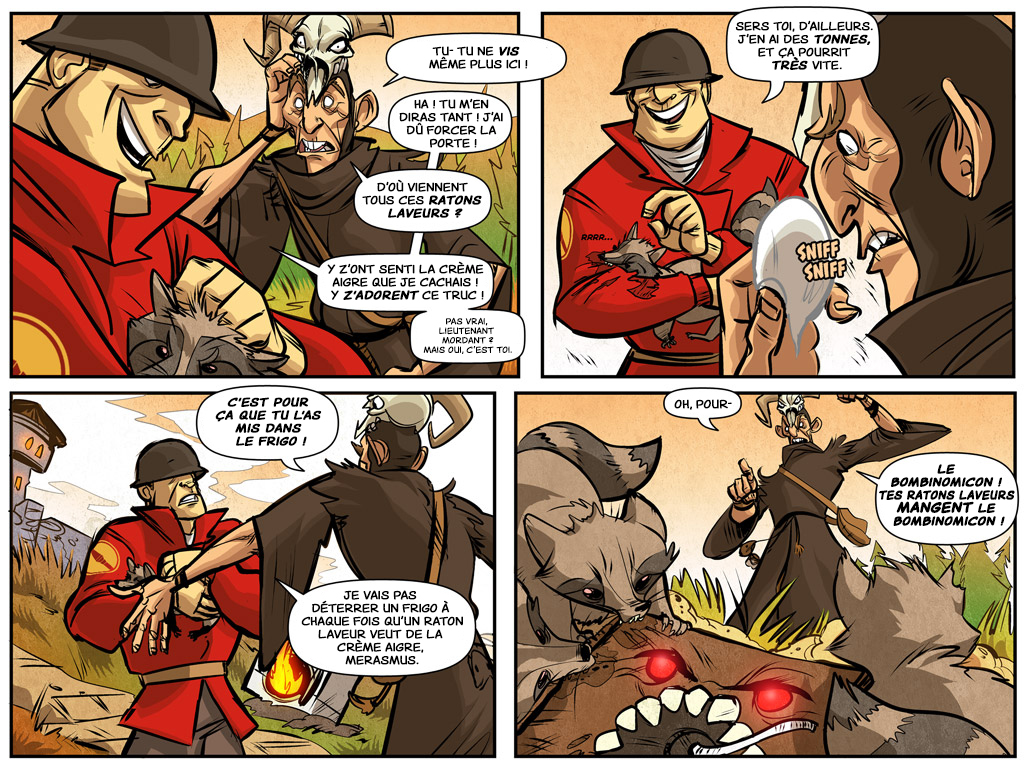 TU- TU NE VIS
MÊME PLUS ICI !
HA ! TU M'EN
DIRAS TANT ! J'AI
DÛ FORCER LA
PORTE !
D'OÙ VIENNENT
TOUS CES RATONS
LAVEURS ?
Y Z'ONT SENTI LA CRÈME
AIGRE QUE JE CACHAIS !
Y Z'ADORENT CE TRUC !
PAS VRAI,
LIEUTENANT
MORDANT ?
MAIS OUI, C'EST TOI.
SERS TOI, D'AILLEURS.
J'EN AI DES TONNES,
ET ÇA POURRIT
TRÈS VITE.
RRRR...
SNIFF
SNIFF
C'EST POUR
ÇA QUE TU L'AS
MIS DANS
LE FRIGO !
JE VAIS PAS
DÉTERRER UN FRIGO À
CHAQUE FOIS QU'UN RATON
LAVEUR VEUT DE LA
CRÈME AIGRE,
MERASMUS.
OH, POUR-
LE
BOMBINOMICON !
TES RATONS LAVEURS
MANGENT LE
BOMBINOMICON !